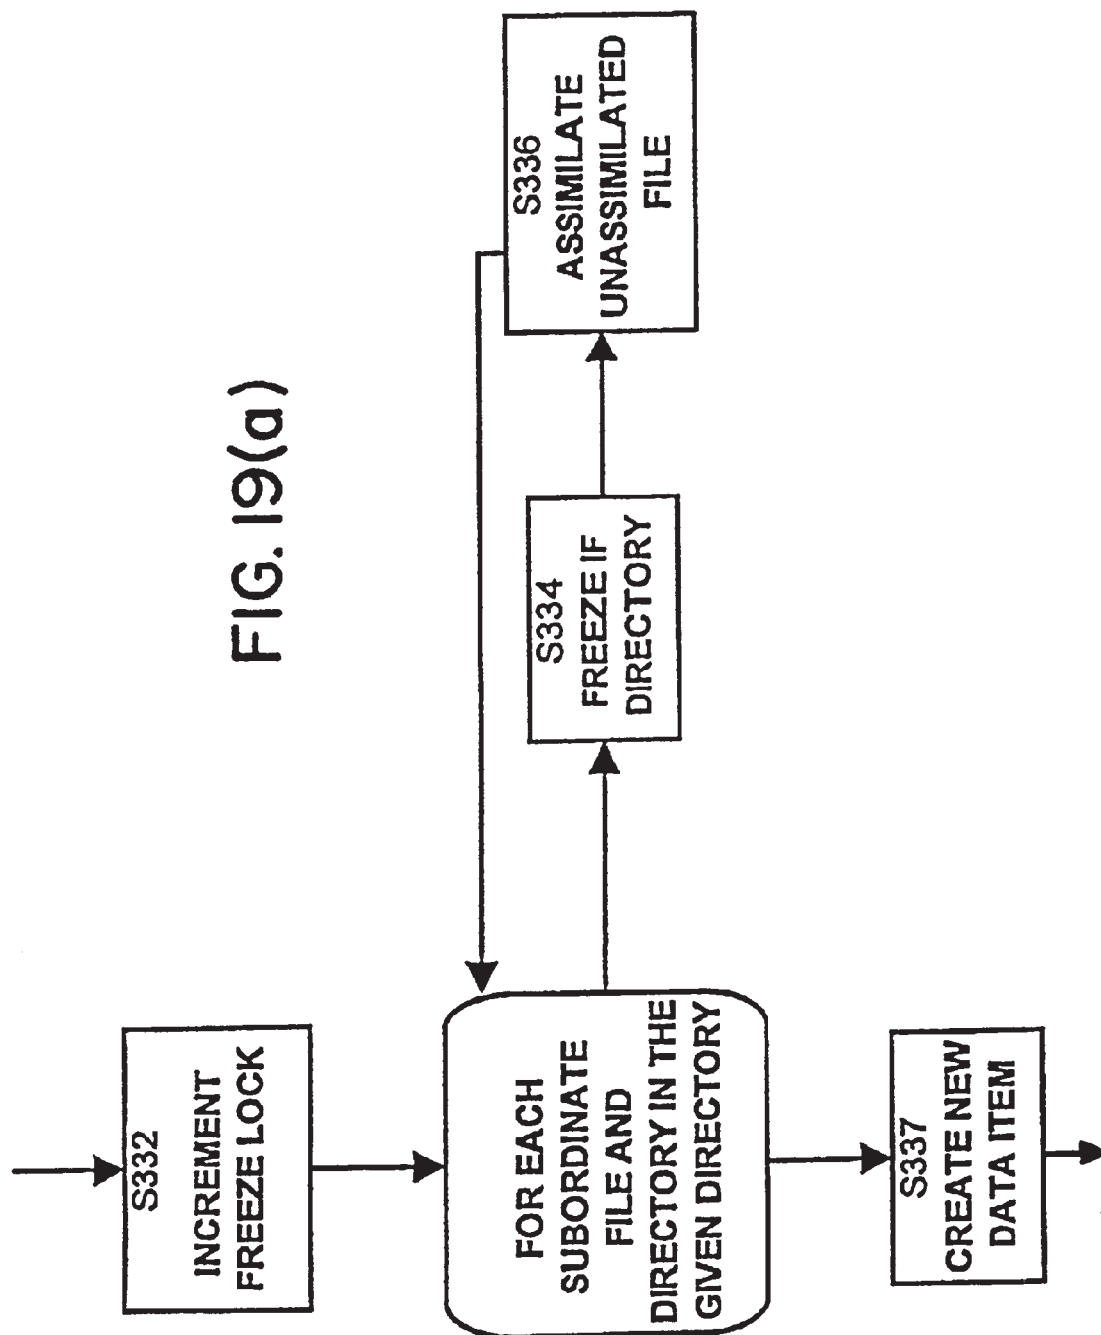 FIG. 19(a)
S332
INCREMENT
FREEZE LOCK
FOR EACH
SUBORDINATE
FILE AND
DIRECTORY IN THE
GIVEN DIRECTORY
S334
FREEZE IF
DIRECTORY
S336
ASSIMILATE
UNASSIMILATED
FILE
S337
CREATE NEW
DATA ITEM